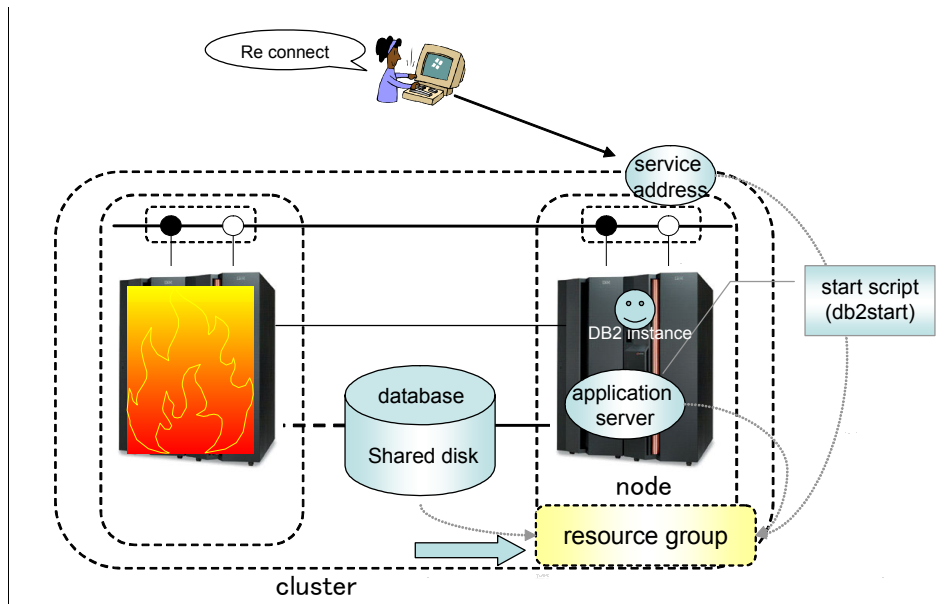 Re connect
service
address
start script
(db2start)
DB2 instance
database
application
server
Shared disk
node
resource group
cluster